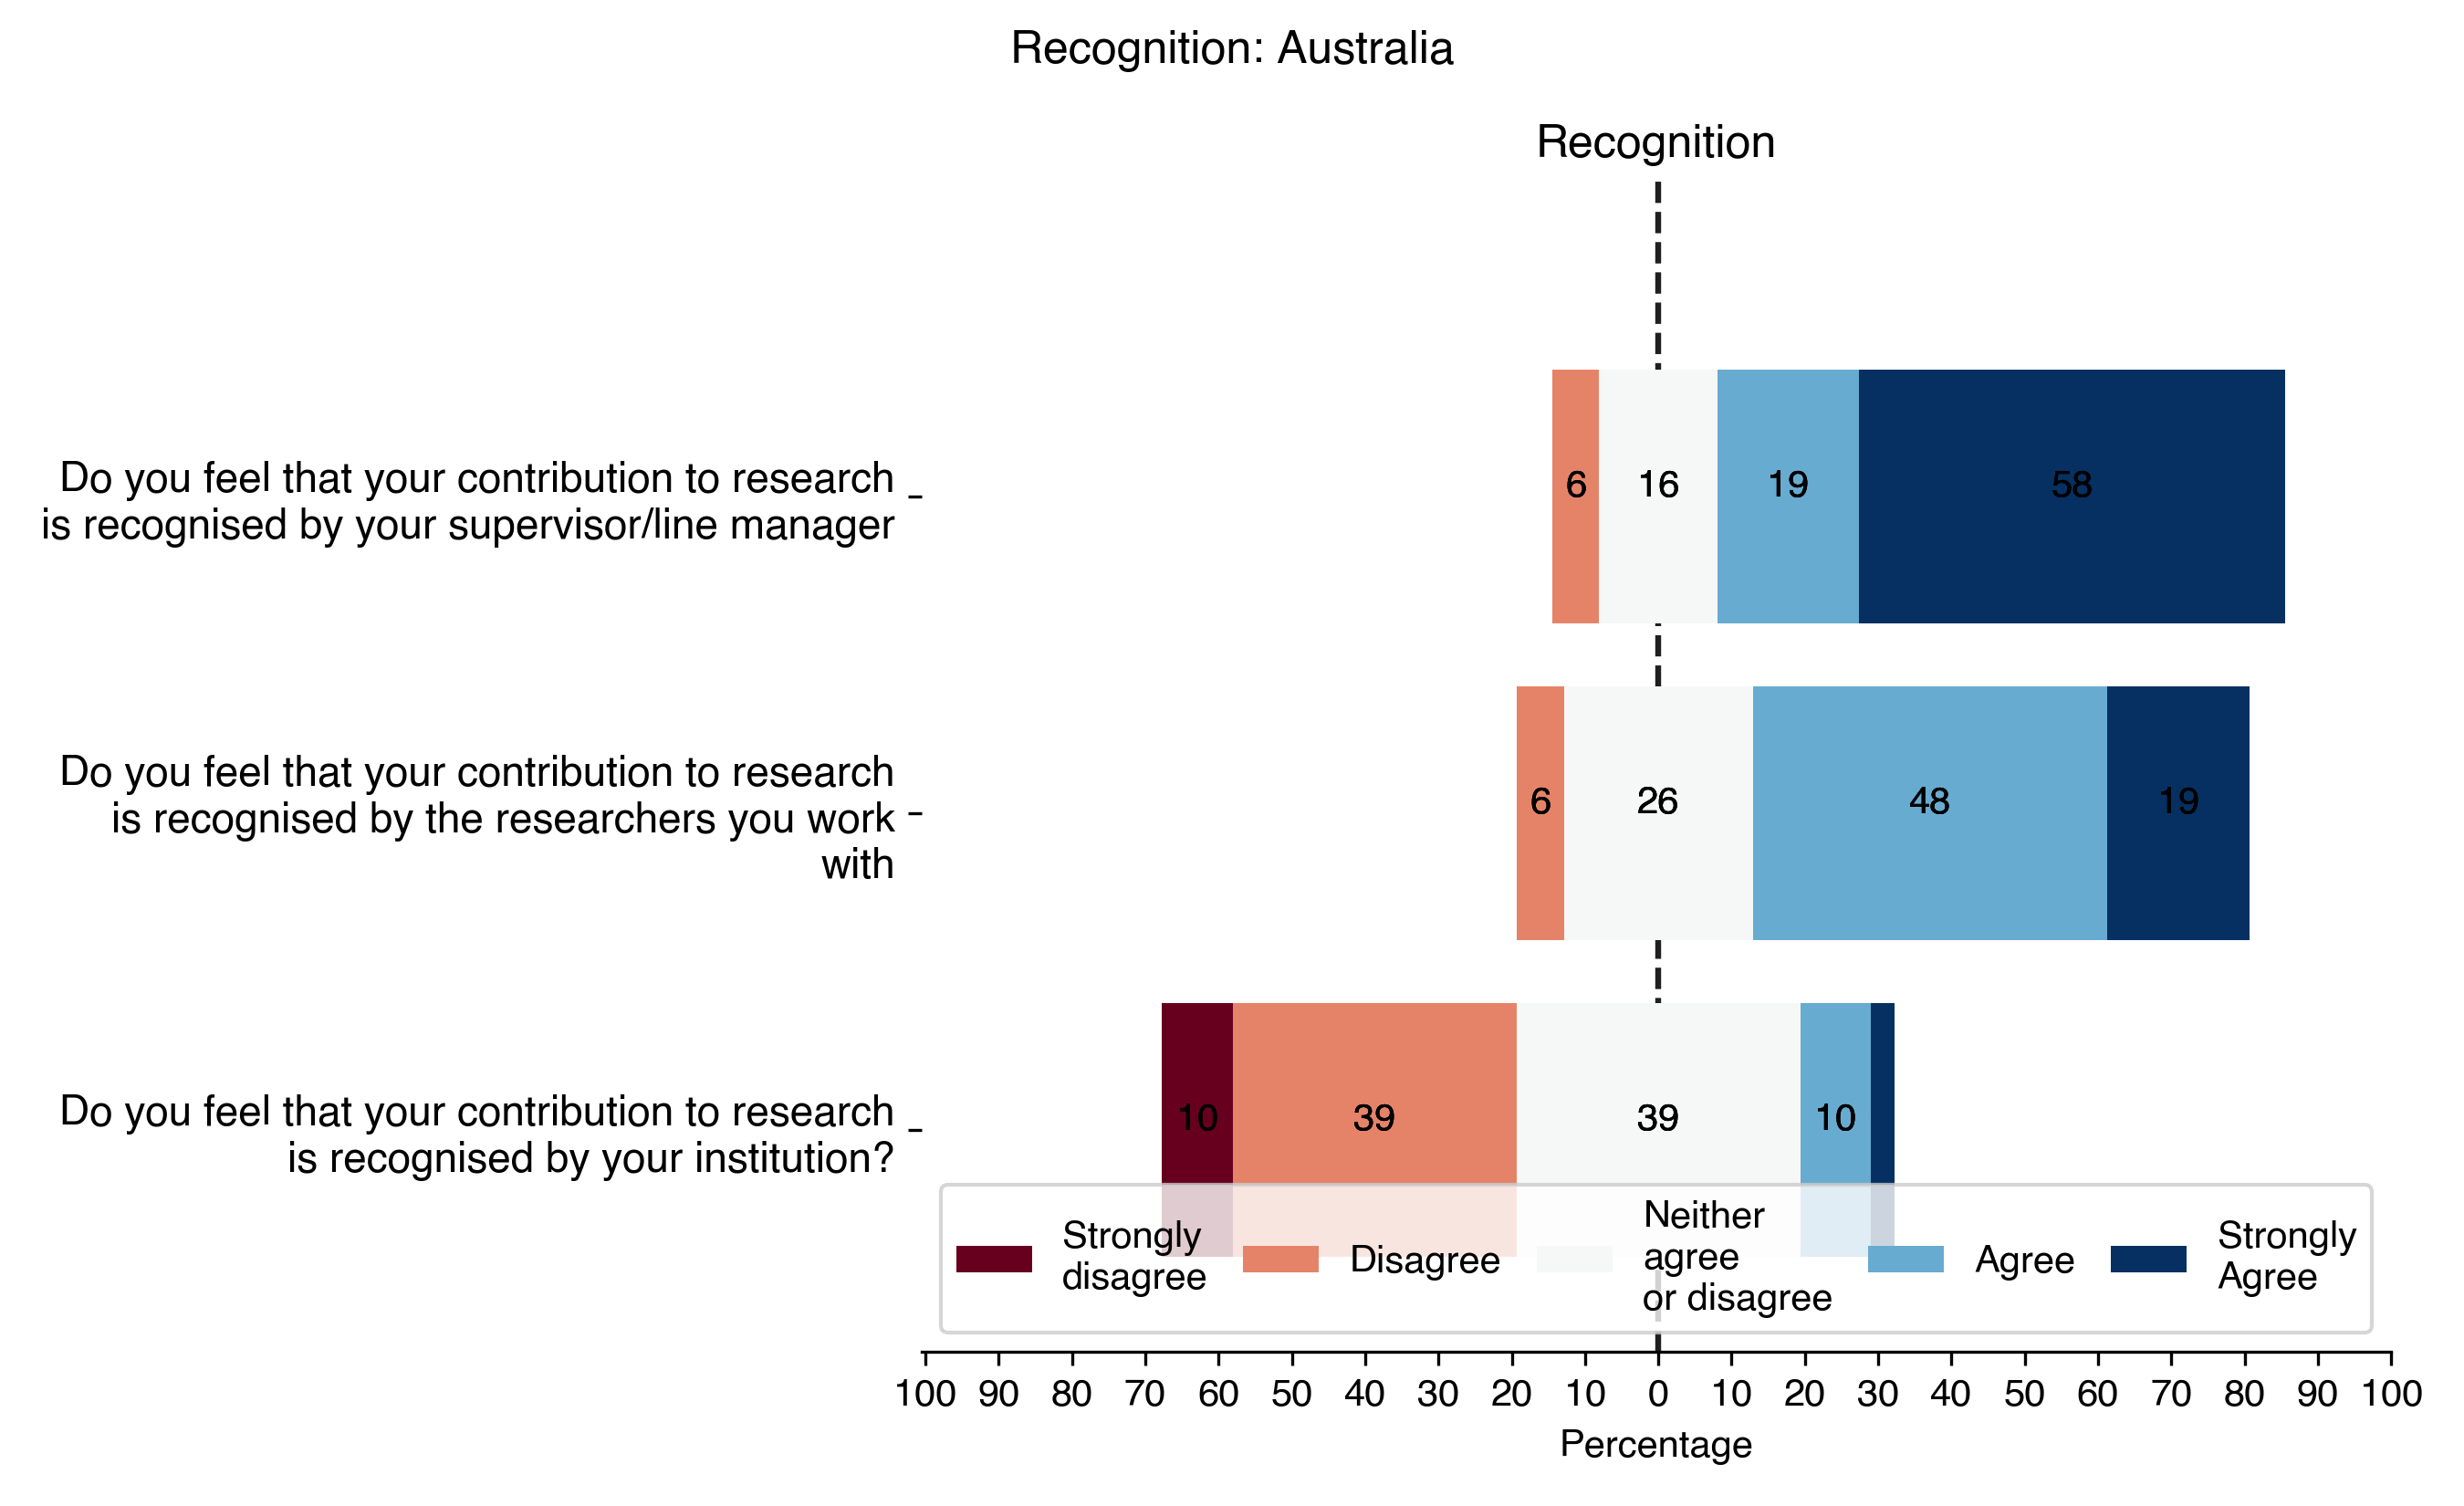 Recognition: Australia
Recognition
Do you feel that your contribution to research
is recognised by your supervisor/line manager
6 16 19 58
Do you feel that your contribution to research
is recognised by the researchers you work
with
6 26 48 19
Do you feel that your contribution to research
is recognised by your institution?
10 39 39 10
Strongly
disagree
Disagree
Neither
agree
or disagree
Agree
Strongly
Agree
100 90 80 70 60 50 40 30 20 10 0 10 20 30 40 50 60 70 80 90 100
Percentage